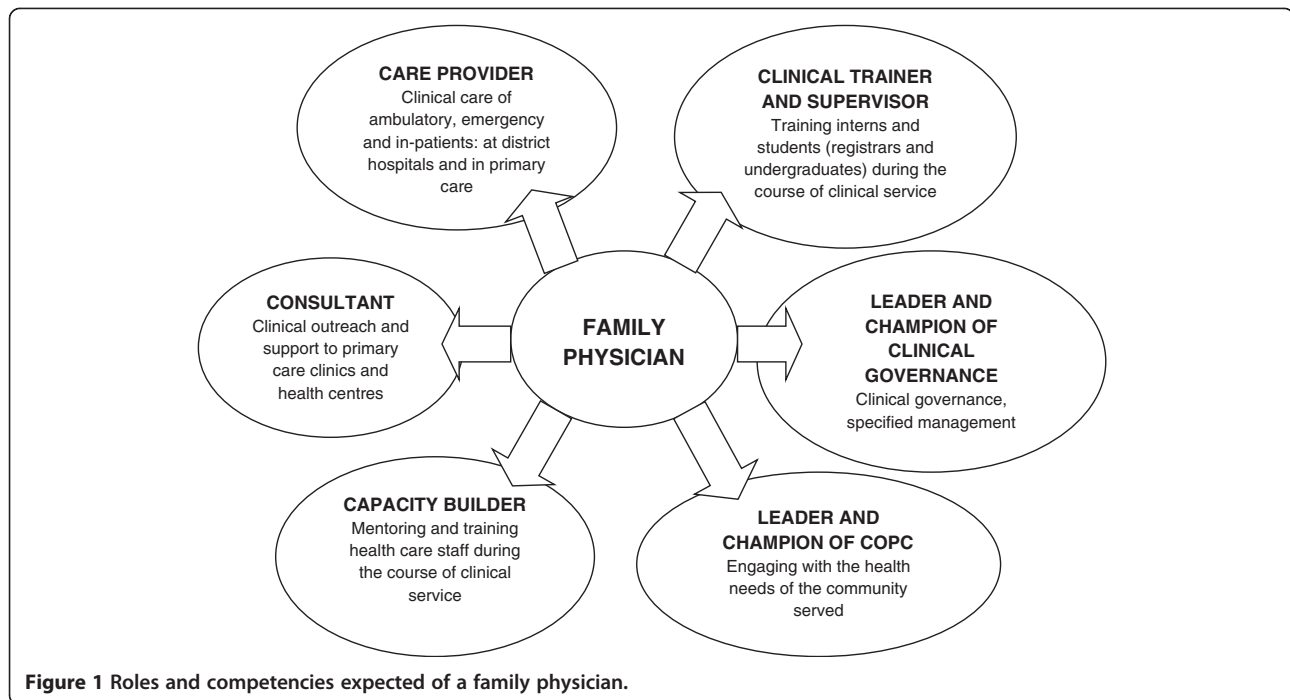 CARE PROVIDER
Clinical care of
ambulatory, emergency
and in-patients: at district
hospitals and in primary
care
CLINICAL TRAINER
AND SUPERVISOR
Training interns and
students (registrars and
undergraduates) during the
course of clinical service
CONSULTANT
Clinical outreach and
support to primary
care clinics and
health centres
FAMILY
PHYSICIAN
LEADER AND
CHAMPION OF
CLINICAL
GOVERNANCE
Clinical governance,
specified management
CAPACITY BUILDER
Mentoring and training
health care staff during
the course of clinical
service
LEADER AND
CHAMPION OF COPC
Engaging with the health
needs of the community
served
Figure 1 Roles and competencies expected of a family physician.